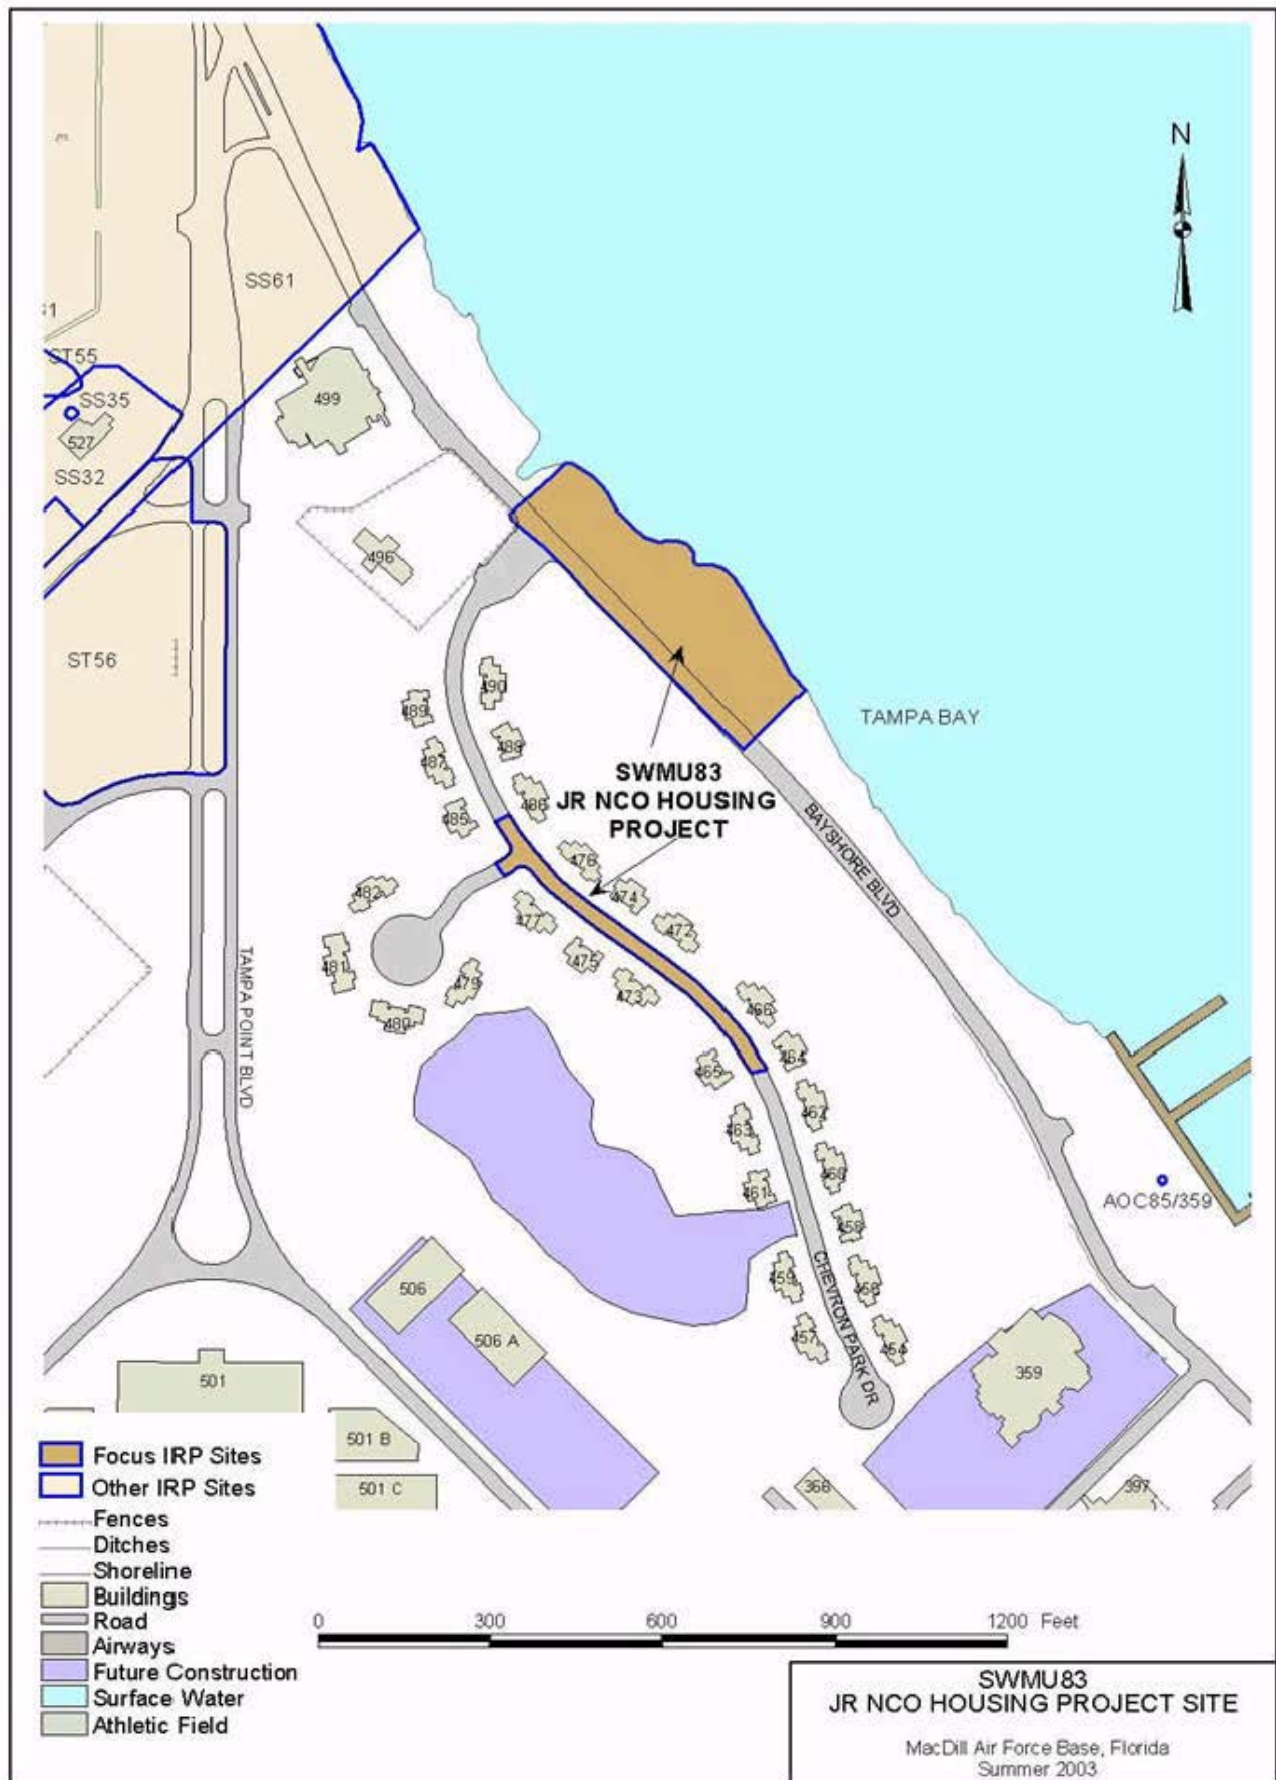 N
SS61
ST55
SS35
499
527
SS32
496
ST56
490
489
TAMPA BAY
488
487
SWMU83
JR NCO HOUSING
PROJECT
486
485
BAYSHORE BLVD
476
482
474
477
472
481
475
479
473
480
TAMPA POINT BLVD
466
464
465
463
461
AOC85/359
459
CHEVRON PARK DR
506
457
454
506 A
359
501
501 B
501 C
368
397
Focus IRP Sites
Other IRP Sites
Fences
Ditches
Shoreline
Buildings
Road
Airways
Future Construction
Surface Water
Athletic Field
0 300 600 900 1200 Feet
SWMU83
JR NCO HOUSING PROJECT SITE
MacDill Air Force Base, Florida
Summer 2003